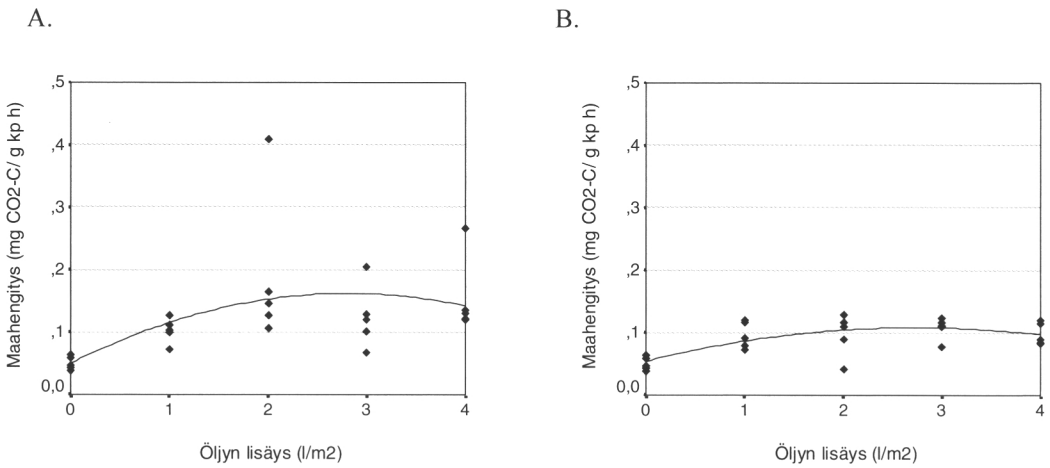 A.
,5
,4
,3
,2
,1
0,0
0 1 2 3 4
Maahengitys (mg CO2-C/ g kp h)
Öljyn lisäys (l/m2)
B.
,5
,4
,3
,2
,1
0,0
0 1 2 3 4
Maahengitys (mg CO2-C/ g kp h)
Öljyn lisäys (l/m2)